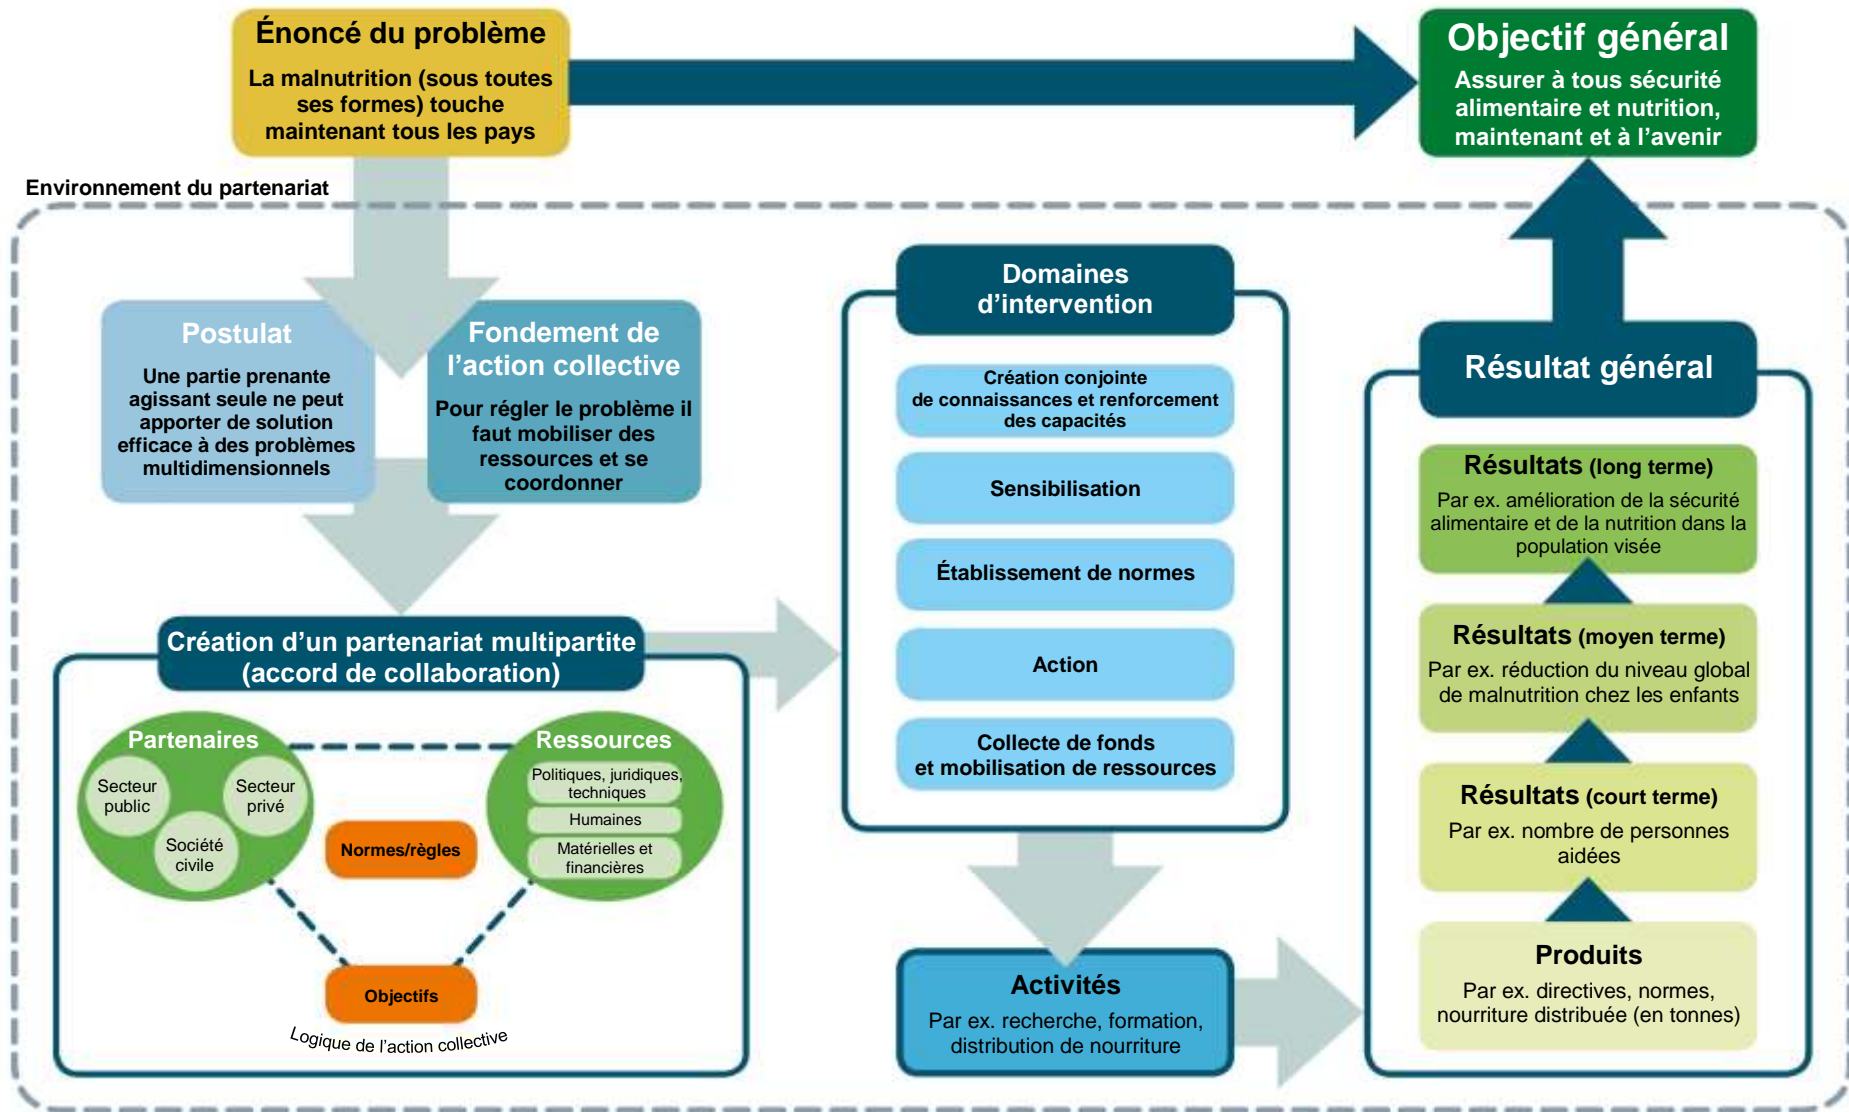 Énoncé du problème
La malnutrition (sous toutes
ses formes) touche
maintenant tous les pays
Objectif général
Assurer à tous sécurité
alimentaire et nutrition,
maintenant et à l’avenir
Environnement du partenariat
Postulat
Une partie prenante
agissant seule ne peut
apporter de solution
efficace à des problèmes
multidimensionnels
Fondement de
l’action collective
Pour régler le problème il
faut mobiliser des
ressources et se
coordonner
Création d’un partenariat multipartite
(accord de collaboration)
Partenaires
Secteur
public
Secteur
privé
Société
civile
Ressources
Politiques, juridiques,
techniques
Humaines
Matérielles et
financières
Normes/règles
Objectifs
Logique de l’action collective
Domaines
d’intervention
Création conjointe
de connaissances et renforcement
des capacités
Sensibilisation
Établissement de normes
Action
Collecte de fonds
et mobilisation de ressources
Activités
Par ex. recherche, formation,
distribution de nourriture
Résultat général
Résultats (long terme)
Par ex. amélioration de la sécurité
alimentaire et de la nutrition dans la
population visée
Résultats (moyen terme)
Par ex. réduction du niveau global
de malnutrition chez les enfants
Résultats (court terme)
Par ex. nombre de personnes
aidées
Produits
Par ex. directives, normes,
nourriture distribuée (en tonnes)